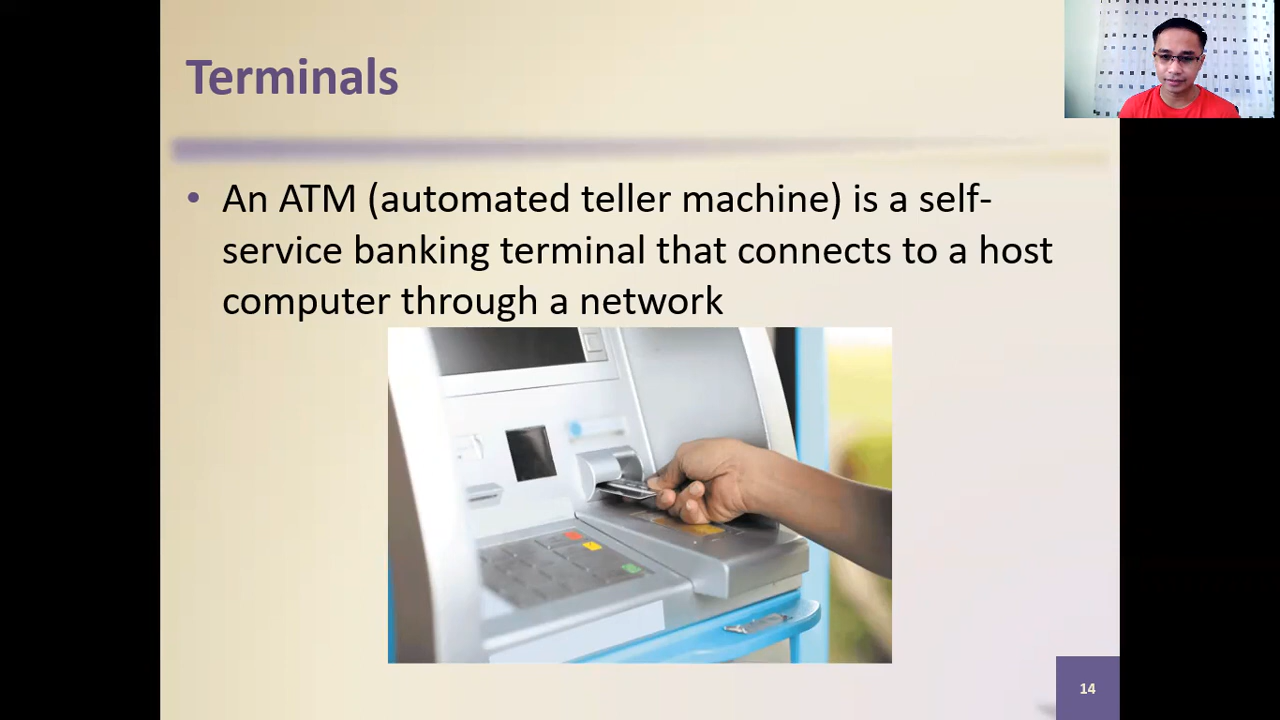 Terminals
• An ATM (automated teller machine) is a self-
service banking terminal that connects to a host
computer through a network
14